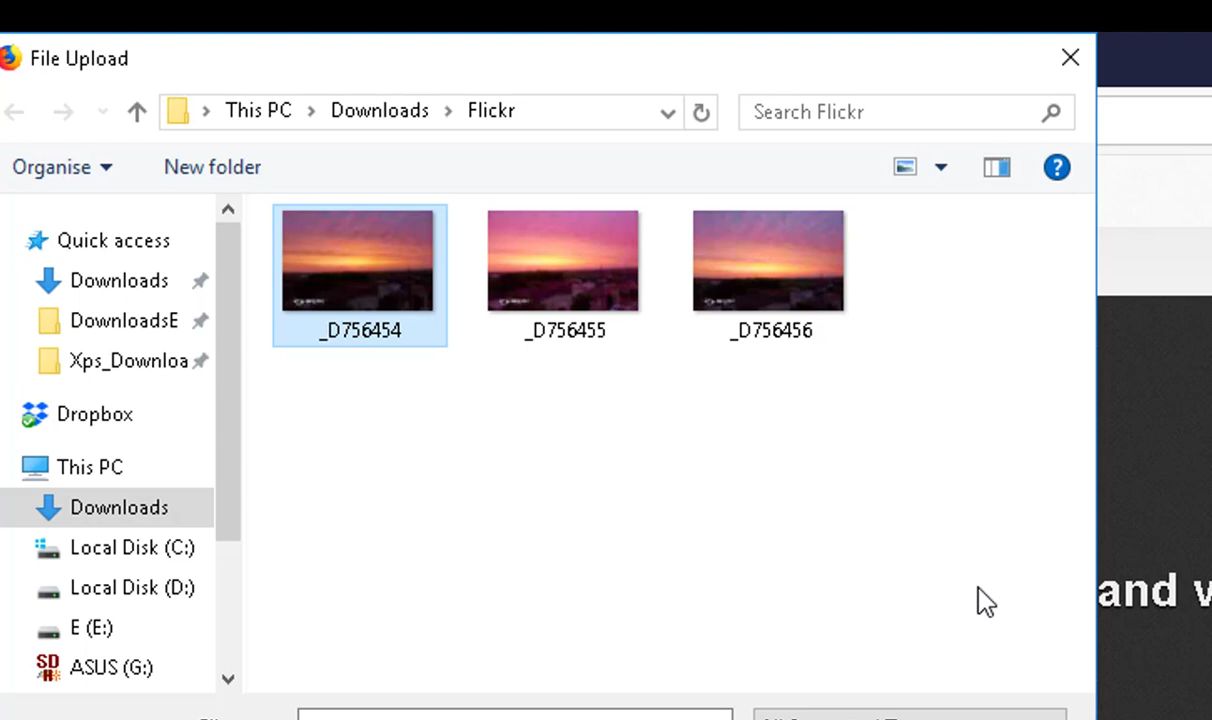 File Upload
This PC > Downloads > Flickr
Search Flickr
Organise
New folder
?
Quick access
Downloads
DownloadsE
Xps_Downloa
Dropbox
This PC
Downloads
Local Disk (C:)
Local Disk (D:)
E (E:)
ASUS (G:)
_D756454
_D756455
_D756456
and
SD